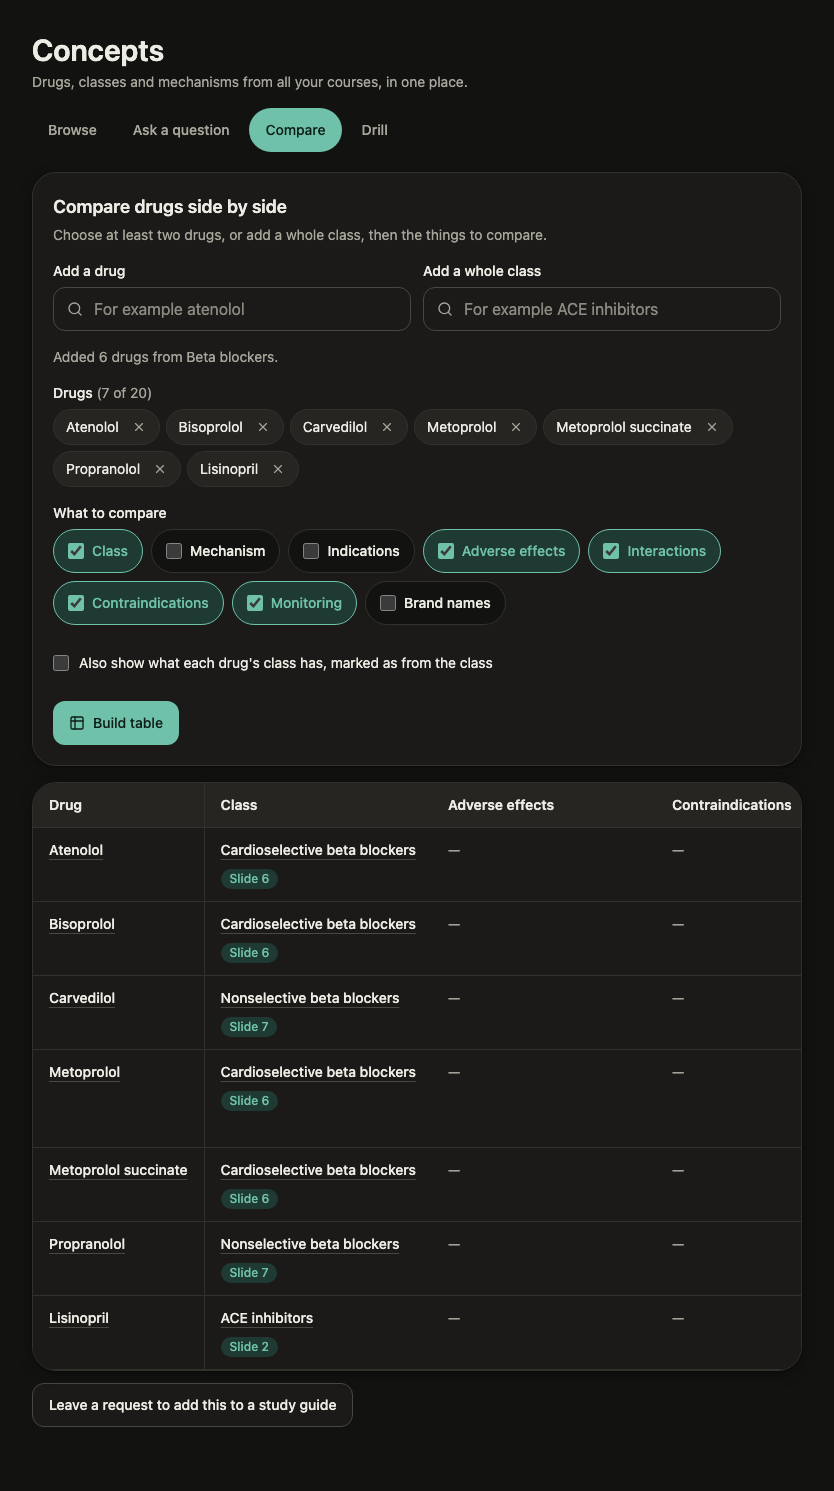 Concepts
Drugs, classes and mechanisms from all your courses, in one place.
Browse Ask a question Compare Drill
Compare drugs side by side
Choose at least two drugs, or add a whole class, then the things to compare.
Add a drug Add a whole class
For example atenolol For example ACE inhibitors
Added 6 drugs from Beta blockers.
Drugs (7 of 20)
Atenolol × Bisoprolol × Carvedilol × Metoprolol × Metoprolol succinate ×
Propranolol × Lisinopril ×
What to compare
Class Mechanism Indications Adverse effects Interactions
Contraindications Monitoring Brand names
Also show what each drug's class has, marked as from the class
Build table
Drug Class Adverse effects Contraindications
Atenolol Cardioselective beta blockers — —
Slide 6
Bisoprolol Cardioselective beta blockers — —
Slide 6
Carvedilol Nonselective beta blockers — —
Slide 7
Metoprolol Cardioselective beta blockers — —
Slide 6
Metoprolol succinate Cardioselective beta blockers — —
Slide 6
Propranolol Nonselective beta blockers — —
Slide 7
Lisinopril ACE inhibitors — —
Slide 2
Leave a request to add this to a study guide